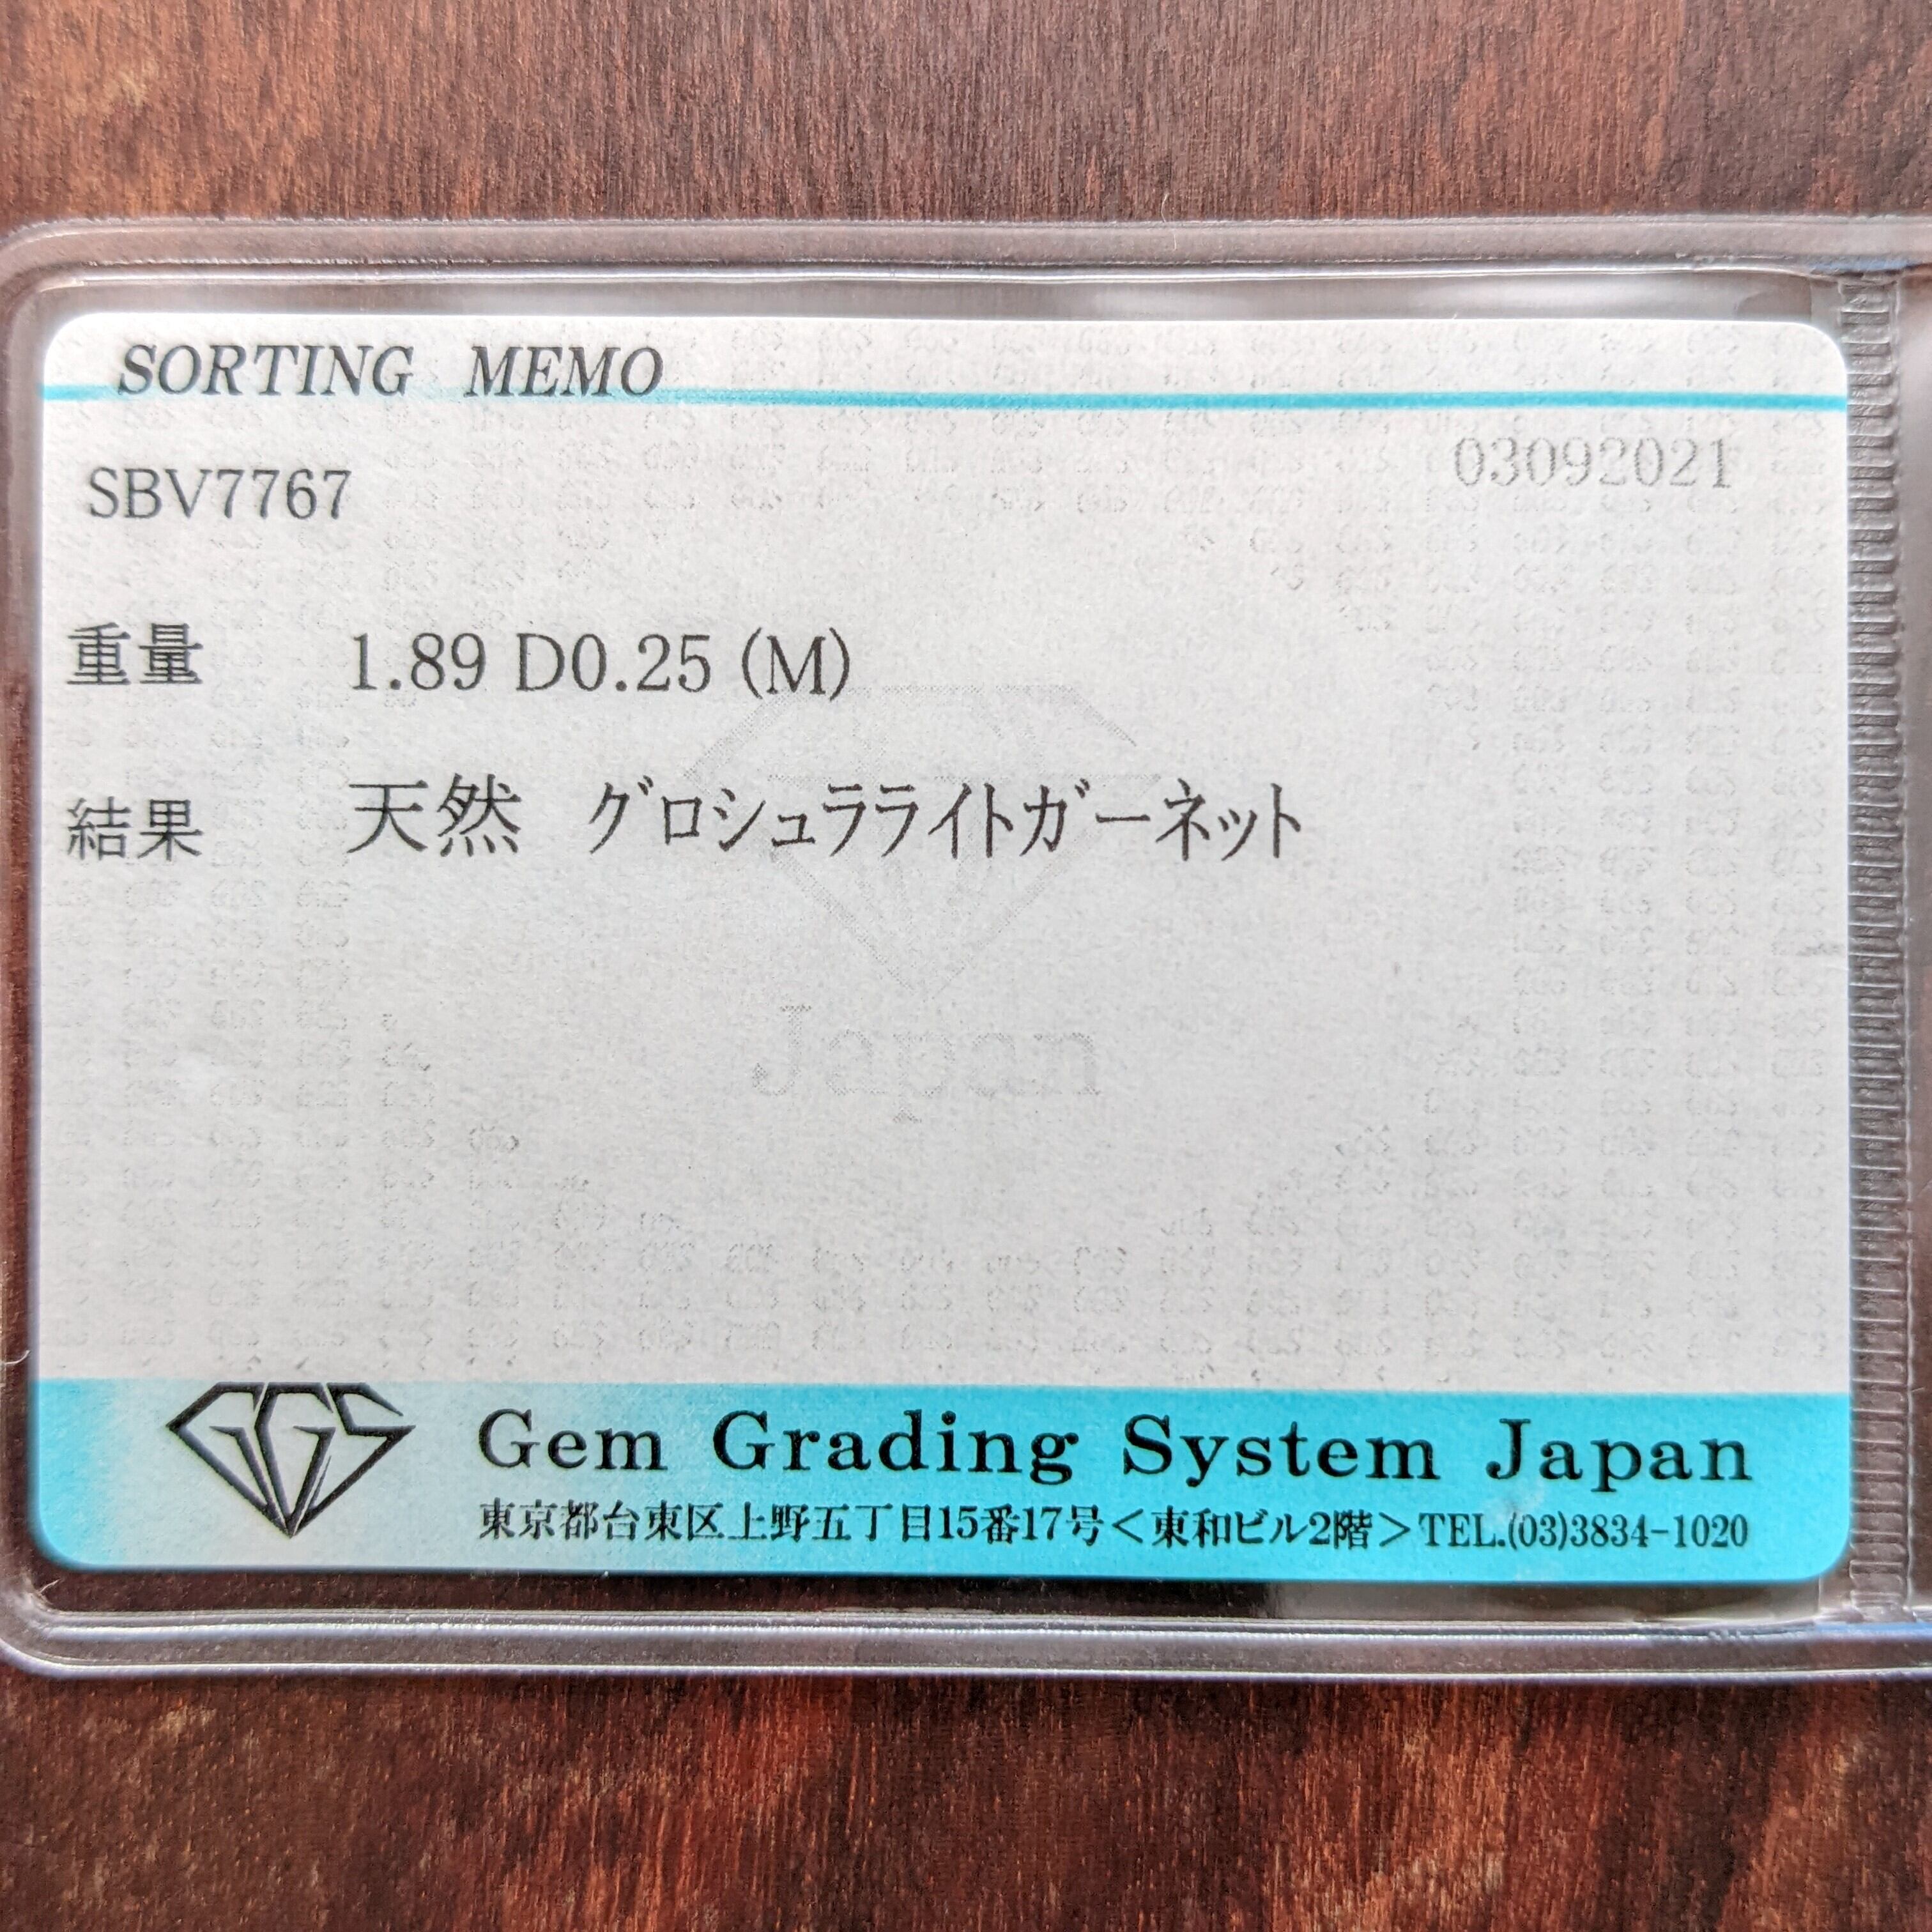 SORTING MEMO
SBV7767
03092021
重量 1.89 D0.25 (M)
結果 天然 グロシュラライトガーネット
Japan
GGS
Gem Grading System Japan
東京都台東区上野五丁目15番17号＜東和ビル2階＞TEL.(03)3834-1020